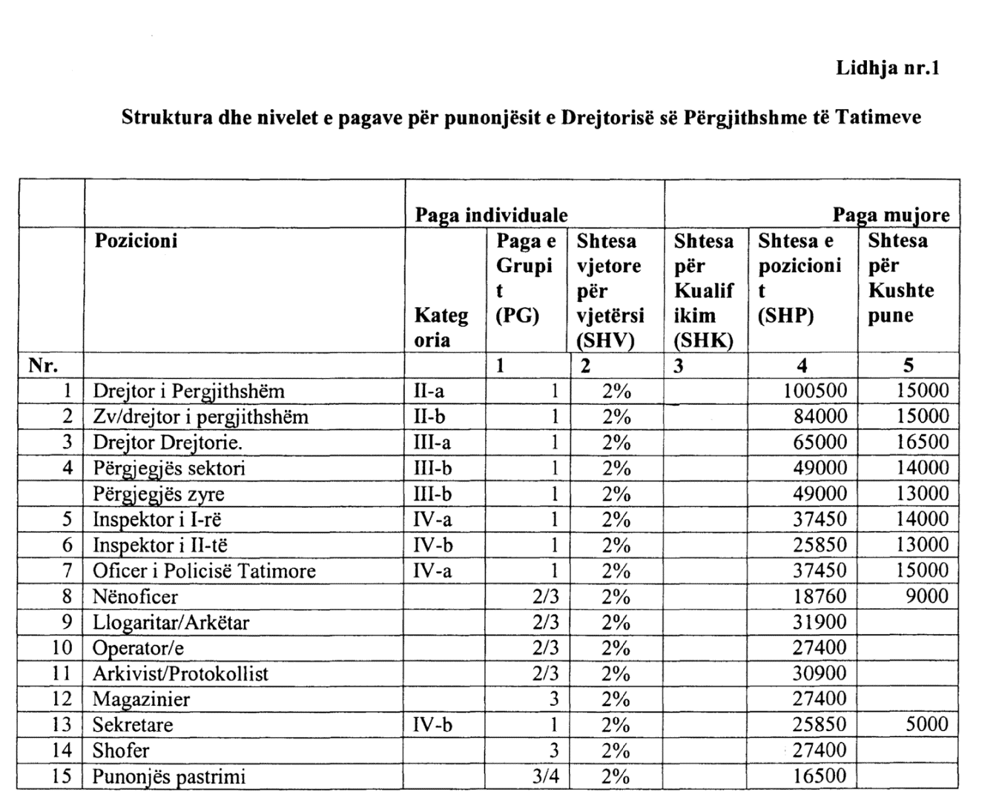 Lidhja nr.1
Struktura dhe nivelet e pagave për punonjësit e Drejtorisë së Përgjithshme të Tatimeve
Paga individuale Paga mujore
Pozicioni Kateg oria Paga e Grupi t (PG) Shtesa vjetore për vjetërsi (SHV) Shtesa për Kualif ikim (SHK) Shtesa e pozicioni t (SHP) Shtesa për Kushte pune
Nr. 1 2 3 4 5
1 Drejtor i Pergjithshëm II-a 1 2% 100500 15000
2 Zv/drejtor i pergjithshëm II-b 1 2% 84000 15000
3 Drejtor Drejtorie. III-a 1 2% 65000 16500
4 Përgjegjës sektori III-b 1 2% 49000 14000
Përgjegjës zyre III-b 1 2% 49000 13000
5 Inspektor i I-rë IV-a 1 2% 37450 14000
6 Inspektor i II-të IV-b 1 2% 25850 13000
7 Oficer i Policisë Tatimore IV-a 1 2% 37450 15000
8 Nënoficer 2/3 2% 18760 9000
9 Llogaritar/Arkëtar 2/3 2% 31900
10 Operator/e 2/3 2% 27400
11 Arkivist/Protokollist 2/3 2% 30900
12 Magazinier 3 2% 27400
13 Sekretare IV-b 1 2% 25850 5000
14 Shofer 3 2% 27400
15 Punonjës pastrimi 3/4 2% 16500